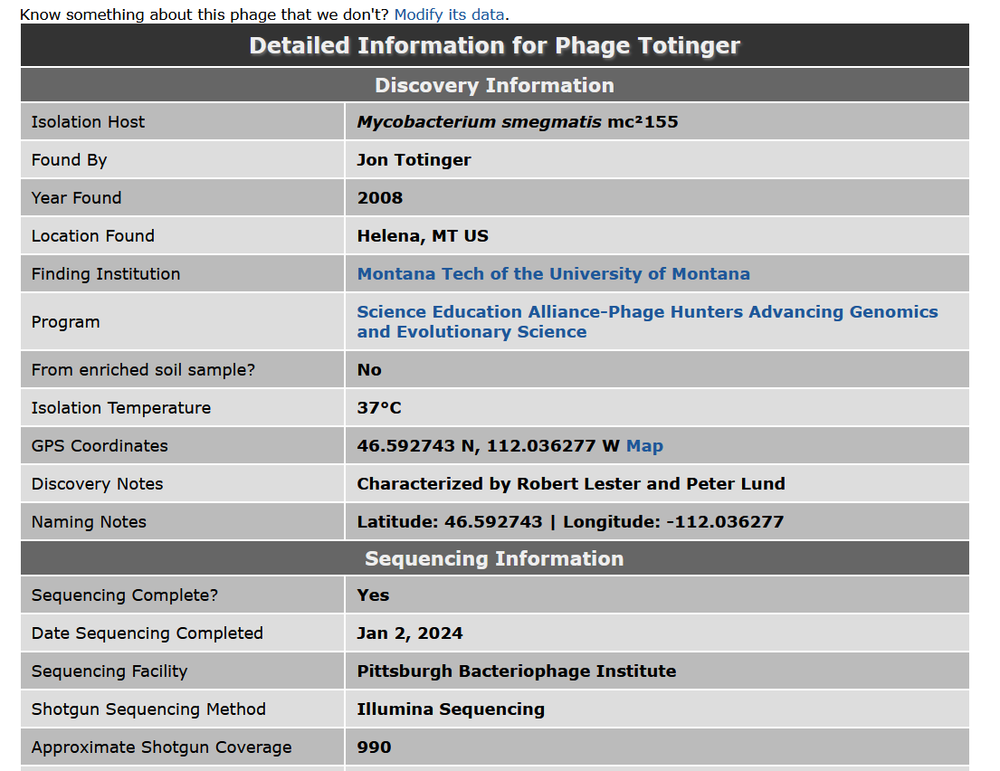 Know something about this phage that we don't? Modify its data.
Detailed Information for Phage Totinger
Discovery Information
Isolation Host Mycobacterium smegmatis mc²155
Found By Jon Totinger
Year Found 2008
Location Found Helena, MT US
Finding Institution Montana Tech of the University of Montana
Program Science Education Alliance-Phage Hunters Advancing Genomics
and Evolutionary Science
From enriched soil sample? No
Isolation Temperature 37°C
GPS Coordinates 46.592743 N, 112.036277 W Map
Discovery Notes Characterized by Robert Lester and Peter Lund
Naming Notes Latitude: 46.592743 | Longitude: -112.036277
Sequencing Information
Sequencing Complete? Yes
Date Sequencing Completed Jan 2, 2024
Sequencing Facility Pittsburgh Bacteriophage Institute
Shotgun Sequencing Method Illumina Sequencing
Approximate Shotgun Coverage 990